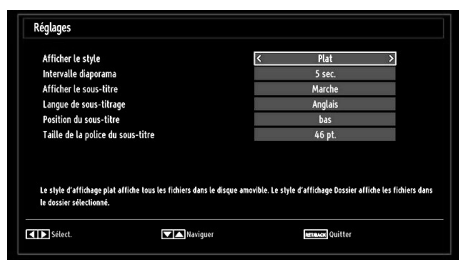 Réglages
Afficher le style < Plat >
Intervalle diaporama 5 sec.
Afficher le sous-titre Marche
Langue de sous-titrage Anglais
Position du sous-titre bas
Taille de la police du sous-titre 46 pt.
Le style d'affichage plat affiche tous les fichiers dans le disque amovible. Le style d'affichage Dossier affiche les fichiers dans
le dossier sélectionné.
Sélect. Naviguer RET/BACK Quitter